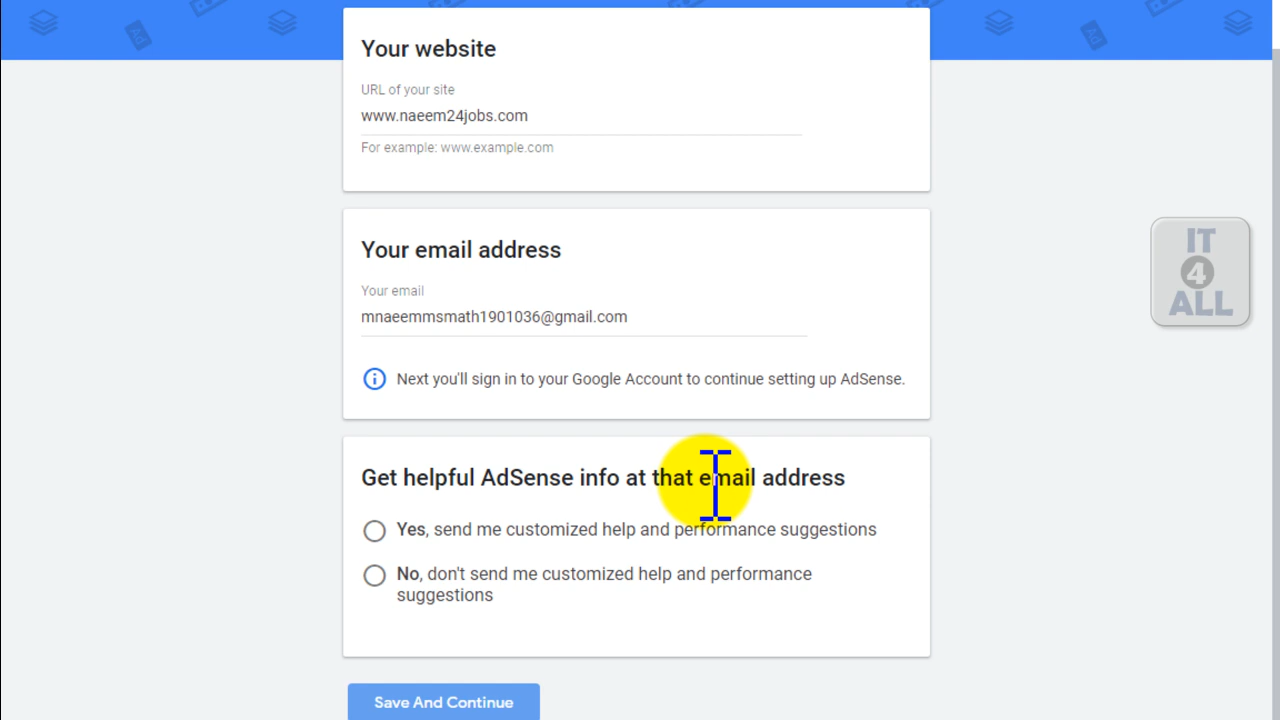 Your website
URL of your site
www.naeem24jobs.com
For example: www.example.com
Your email address
Your email
mnaeemmsmath1901036@gmail.com
Next you'll sign in to your Google Account to continue setting up AdSense.
Get helpful AdSense info at that email address
Yes, send me customized help and performance suggestions
No, don't send me customized help and performance
suggestions
Save And Continue
IT
4
ALL